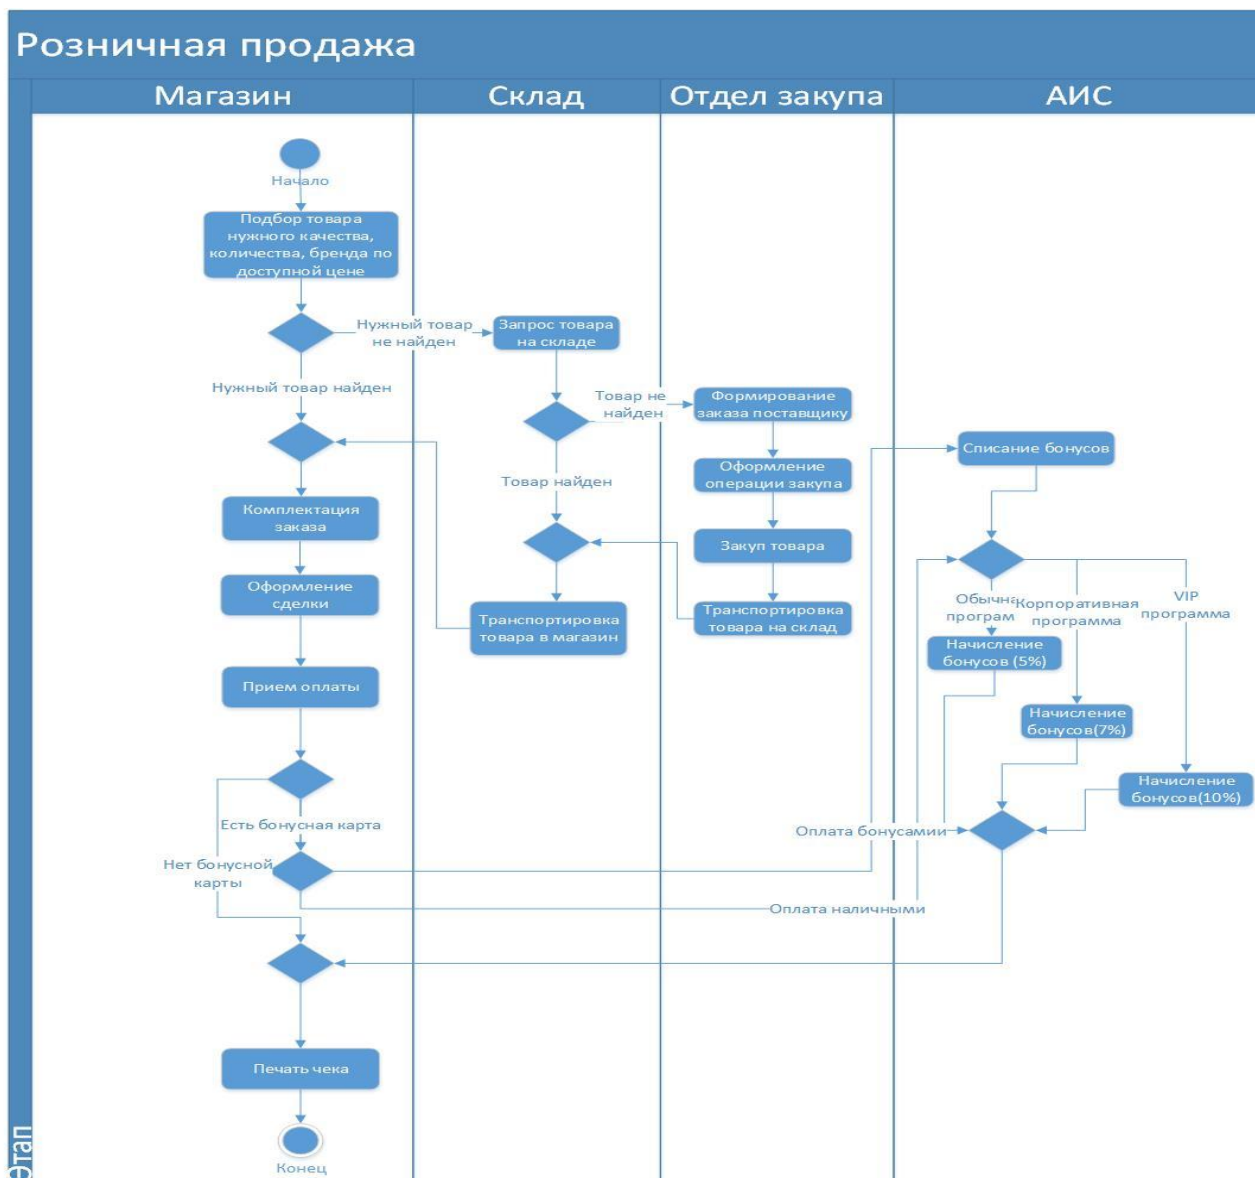 Розничная продажа
Магазин
Склад
Отдел закупа
АИС
Начало
Подбор товара
нужного качества,
количества, бренда по
доступной цене
Нужный товар
не найден
Запрос товара
на складе
Нужный товар найден
Товар не
найден
Формирование
заказа поставщику
Списание бонусов
Товар найден
Оформление
операции закупа
Комплектация
заказа
Закуп товара
Оформление
сделки
Обычна
програм
Корпоративная
программа
VIP
программа
Транспортировка
товара в магазин
Транспортировка
товара на склад
Начисление
бонусов (5%)
Прием оплаты
Начисление
бонусов(7%)
Начисление
бонусов(10%)
Есть бонусная карта
Оплата бонусамии
Нет бонусной
карты
Оплата наличными
Печать чека
Конец
Этап